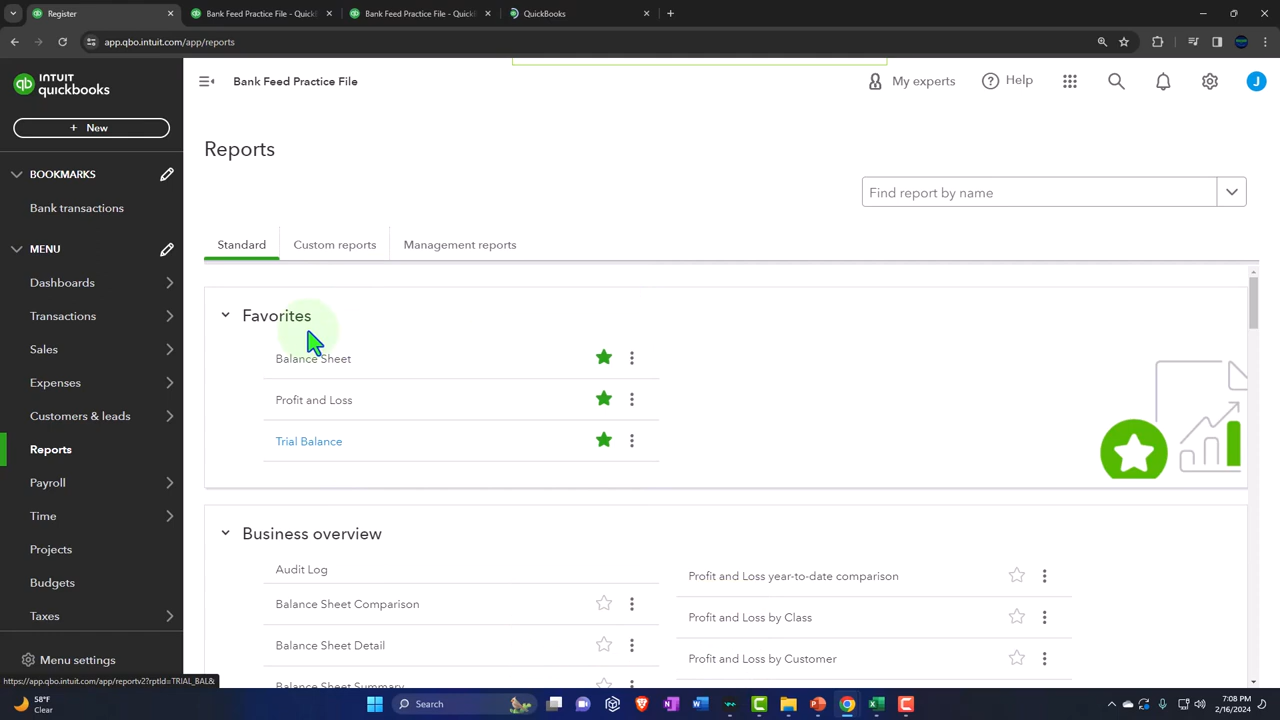 Register
Bank Feed Practice File - QuickB
Bank Feed Practice File - QuickB
QuickBooks
app.qbo.intuit.com/app/reports
INTUIT
quickbooks
Bank Feed Practice File
My experts
Help
J
+ New
BOOKMARKS
Bank transactions
MENU
Dashboards
Transactions
Sales
Expenses
Customers & leads
Reports
Payroll
Time
Projects
Budgets
Taxes
Menu settings
Reports
Find report by name
Standard
Custom reports
Management reports
Favorites
Balance Sheet
Profit and Loss
Trial Balance
Business overview
Audit Log
Balance Sheet Comparison
Balance Sheet Detail
Balance Sheet Summary
Profit and Loss year-to-date comparison
Profit and Loss by Class
Profit and Loss by Customer
https://app.qbo.intuit.com/app/reportv2?rptId=TRIAL_BAL&
58°F
Clear
Search
7:08 PM
2/16/2024